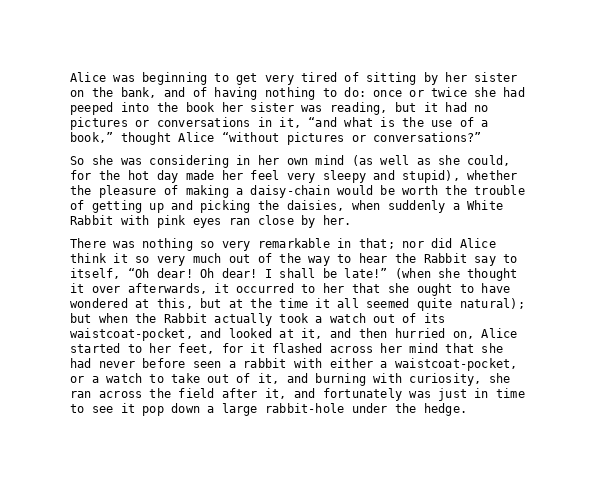 Alice was beginning to get very tired of sitting by her sister
on the bank, and of having nothing to do: once or twice she had
peeped into the book her sister was reading, but it had no
pictures or conversations in it, “and what is the use of a
book,” thought Alice “without pictures or conversations?”
So she was considering in her own mind (as well as she could,
for the hot day made her feel very sleepy and stupid), whether
the pleasure of making a daisy-chain would be worth the trouble
of getting up and picking the daisies, when suddenly a White
Rabbit with pink eyes ran close by her.
There was nothing so very remarkable in that; nor did Alice
think it so very much out of the way to hear the Rabbit say to
itself, “Oh dear! Oh dear! I shall be late!” (when she thought
it over afterwards, it occurred to her that she ought to have
wondered at this, but at the time it all seemed quite natural);
but when the Rabbit actually took a watch out of its
waistcoat-pocket, and looked at it, and then hurried on, Alice
started to her feet, for it flashed across her mind that she
had never before seen a rabbit with either a waistcoat-pocket,
or a watch to take out of it, and burning with curiosity, she
ran across the field after it, and fortunately was just in time
to see it pop down a large rabbit-hole under the hedge.